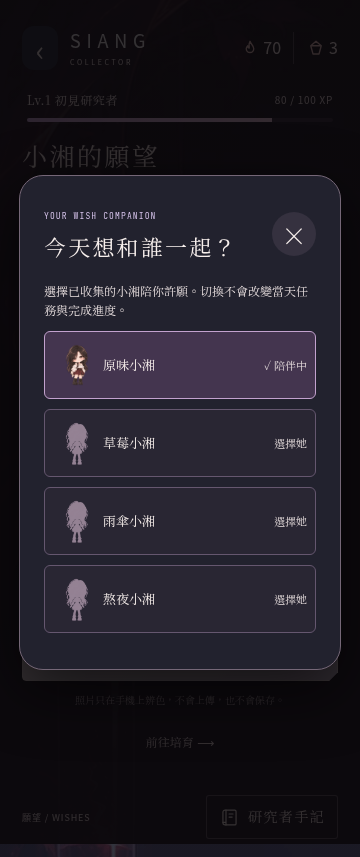 SIANG
COLLECTOR
70
3
Lv.1 初見研究者
80 / 100 XP
小湘的願望
YOUR WISH COMPANION
今天想和誰一起？
選擇已收集的小湘陪你許願。切換不會改變當天任
務與完成進度。
原味小湘
✓ 陪伴中
草莓小湘
選擇她
雨傘小湘
選擇她
熬夜小湘
選擇她
照片只在手機上辨色，不會上傳，也不會保存。
前往培育 ⟶
願望 / WISHES
研究者手記